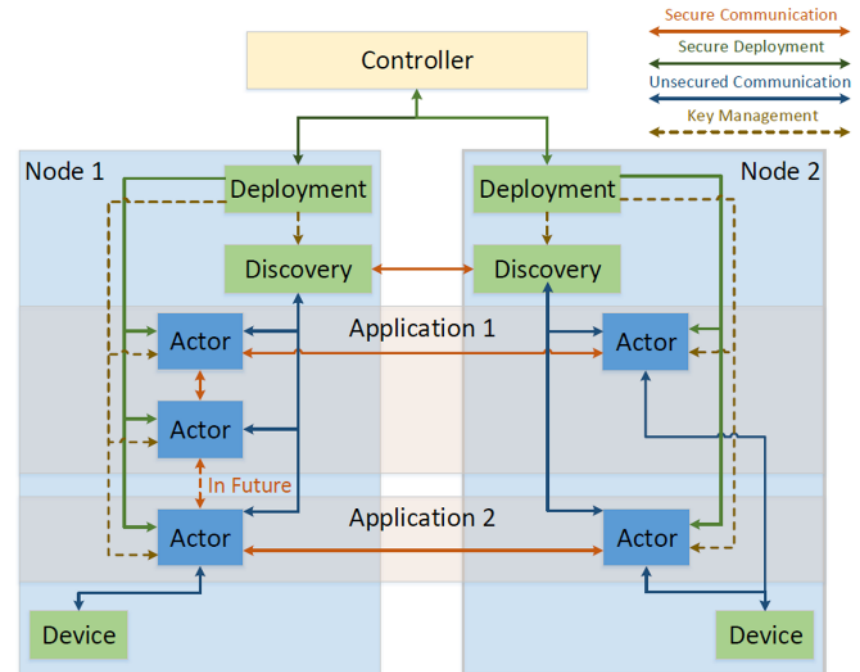 Secure Communication
Controller
Secure Deployment
Unsecured Communication
Key Management
Node 1
Deployment
Deployment
Node 2
Discovery
Discovery
Application 1
Actor
Actor
Actor
In Future
Application 2
Actor
Actor
Device
Device